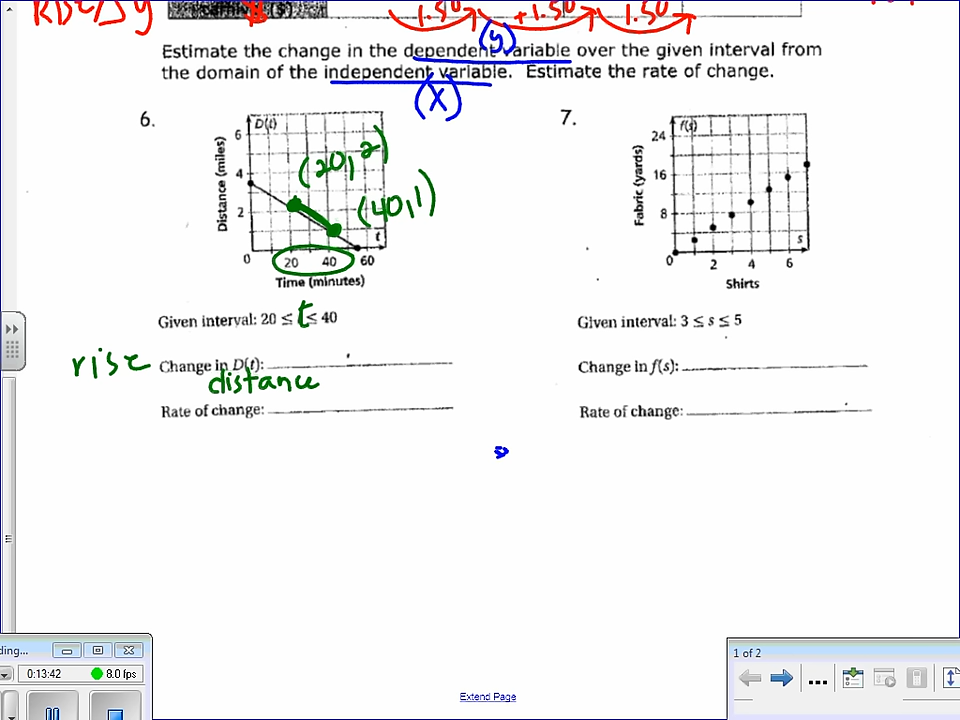 Rise/Δy
1.50 +1.50 1.50
(y)
Estimate the change in the dependent variable over the given interval from
the domain of the independent variable. Estimate the rate of change.
(x)
6.
D(t)
6
4
2
Distance (miles)
(20, 2)
(40, 1)
t
0 20 40 60
Time (minutes)
Given interval: 20 ≤ t ≤ 40
rise Change in D(t):
distance
Rate of change:
7.
f(s)
24
16
8
Fabric (yards)
s
0 2 4 6
Shirts
Given interval: 3 ≤ s ≤ 5
Change in f(s):
Rate of change:
ding...
0:13:42 8.0 fps
1 of 2
Extend Page